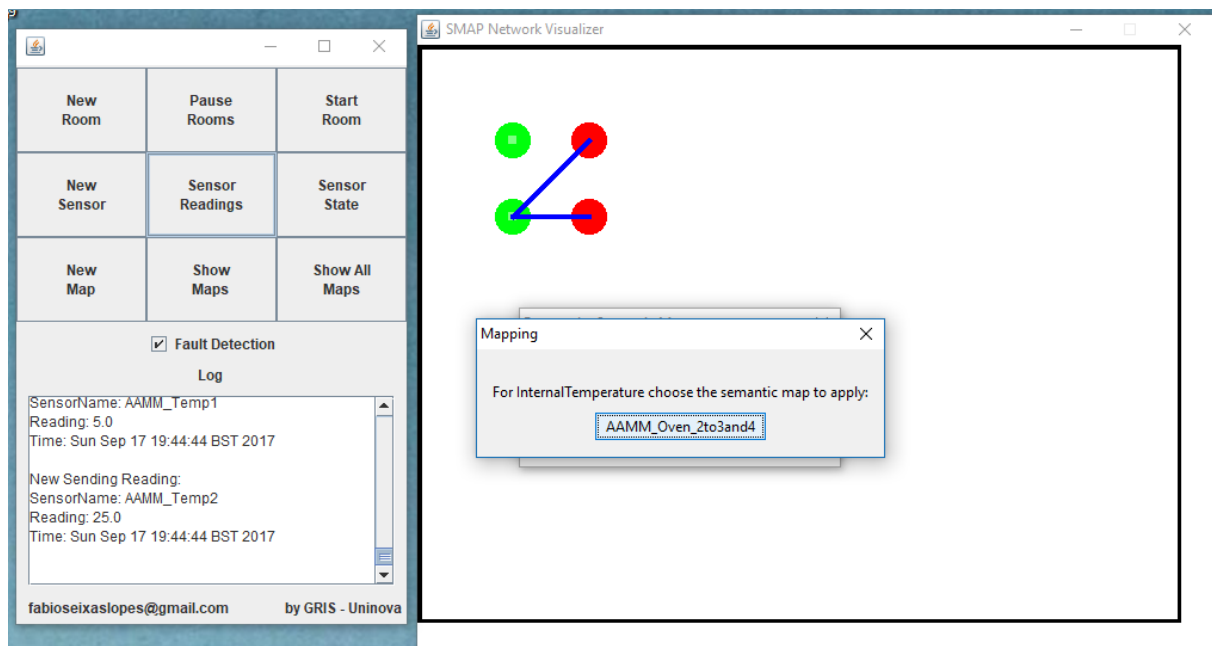 SMAP Network Visualizer
New
Room
Pause
Rooms
Start
Room
New
Sensor
Sensor
Readings
Sensor
State
New
Map
Show
Maps
Show All
Maps
Fault Detection
Log
SensorName: AAMM_Temp1
Reading: 5.0
Time: Sun Sep 17 19:44:44 BST 2017
New Sending Reading:
SensorName: AAMM_Temp2
Reading: 25.0
Time: Sun Sep 17 19:44:44 BST 2017
fabioseixaslopes@gmail.com
by GRIS - Uninova
Mapping
For InternalTemperature choose the semantic map to apply:
AAMM_Oven_2to3and4